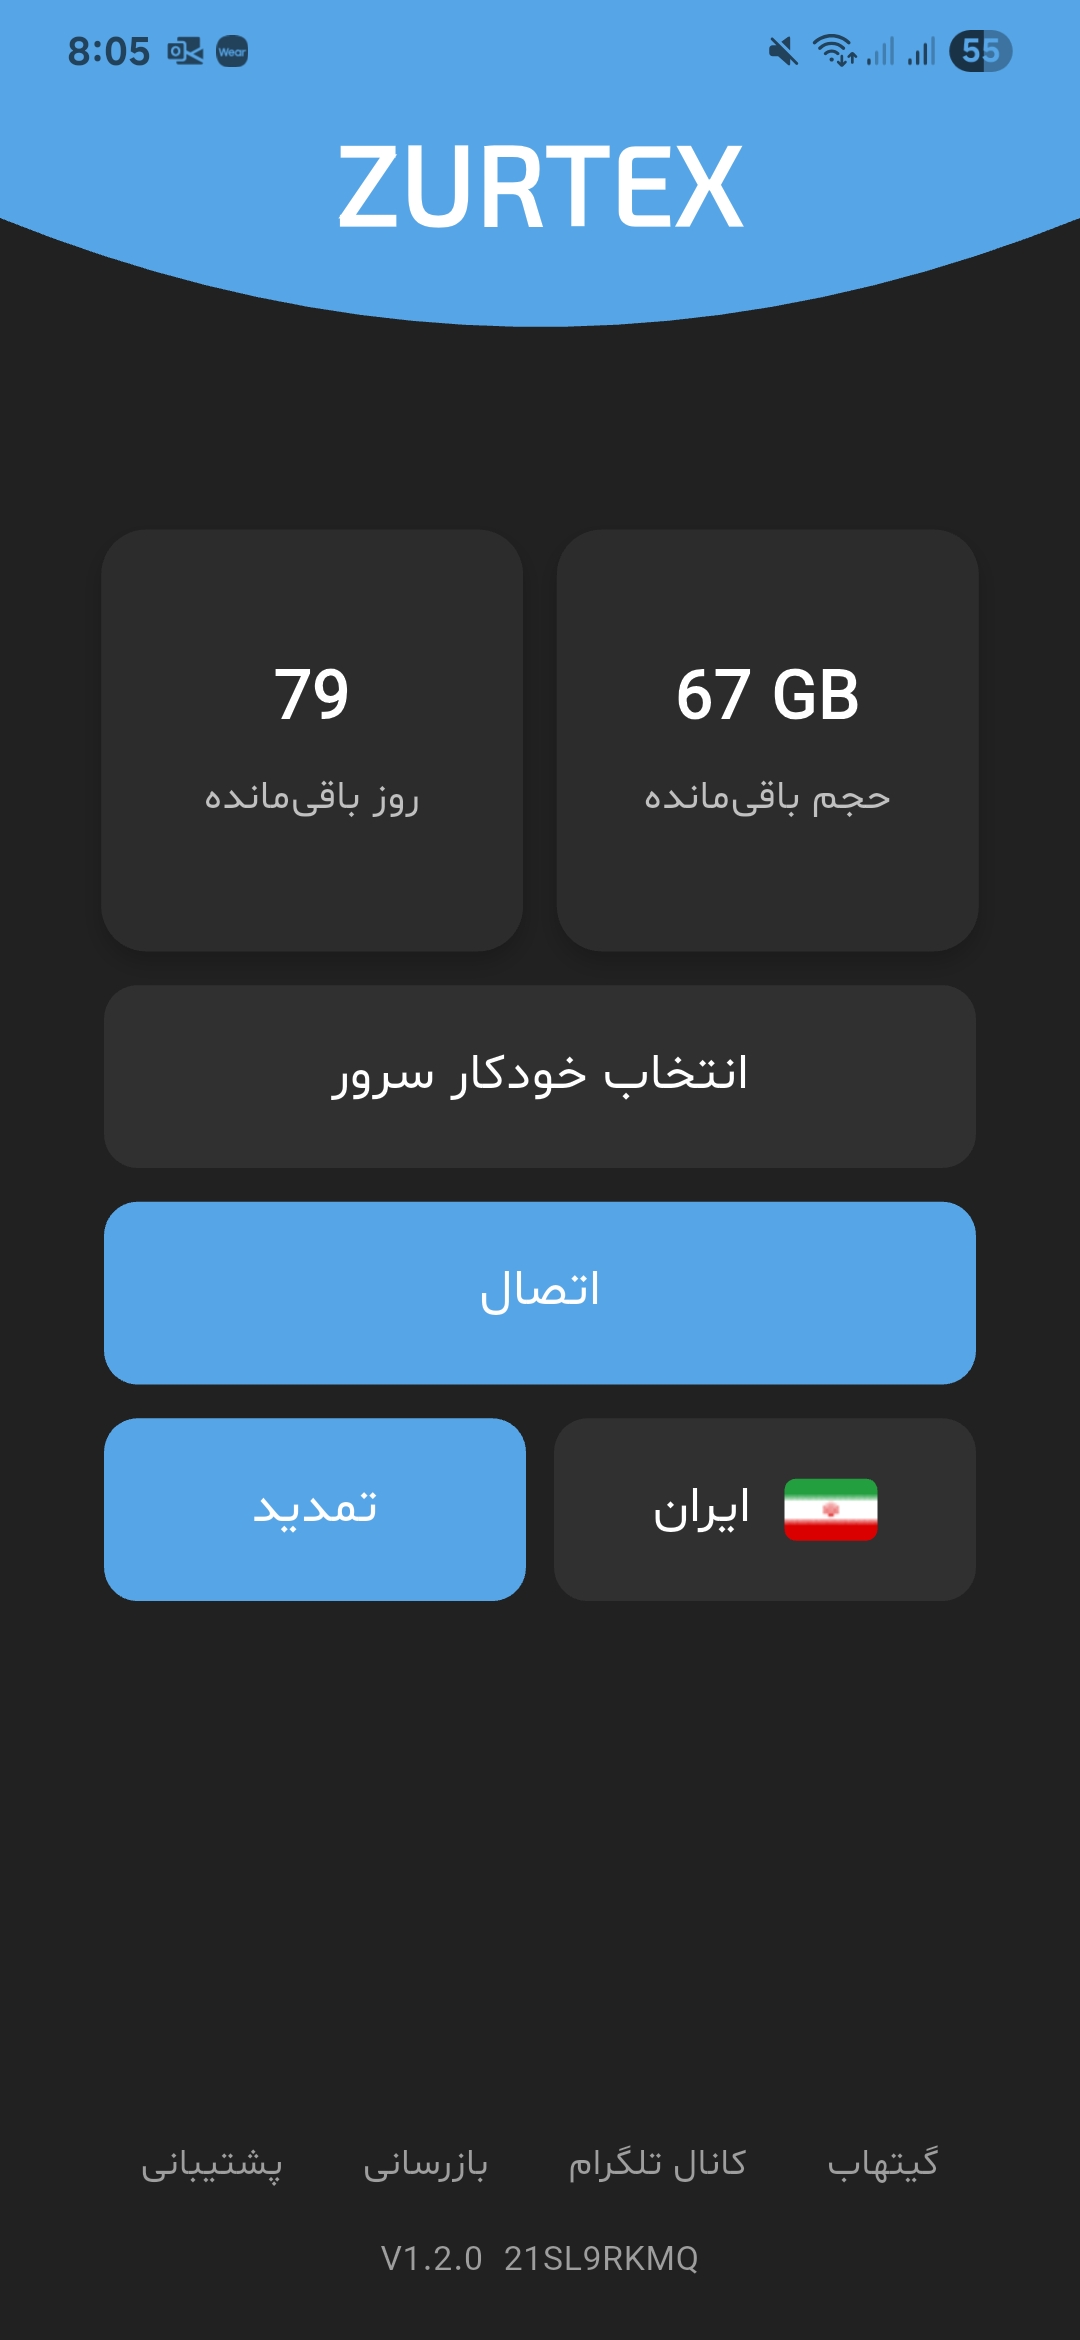 8:05 Wear 55
ZURTEX
67 GB
حجم باقی‌مانده
79
روز باقی‌مانده
انتخاب خودکار سرور
اتصال
ایران
تمدید
گیتهاب کانال تلگرام بازرسانی پشتیبانی
V1.2.0 21SL9RKMQ